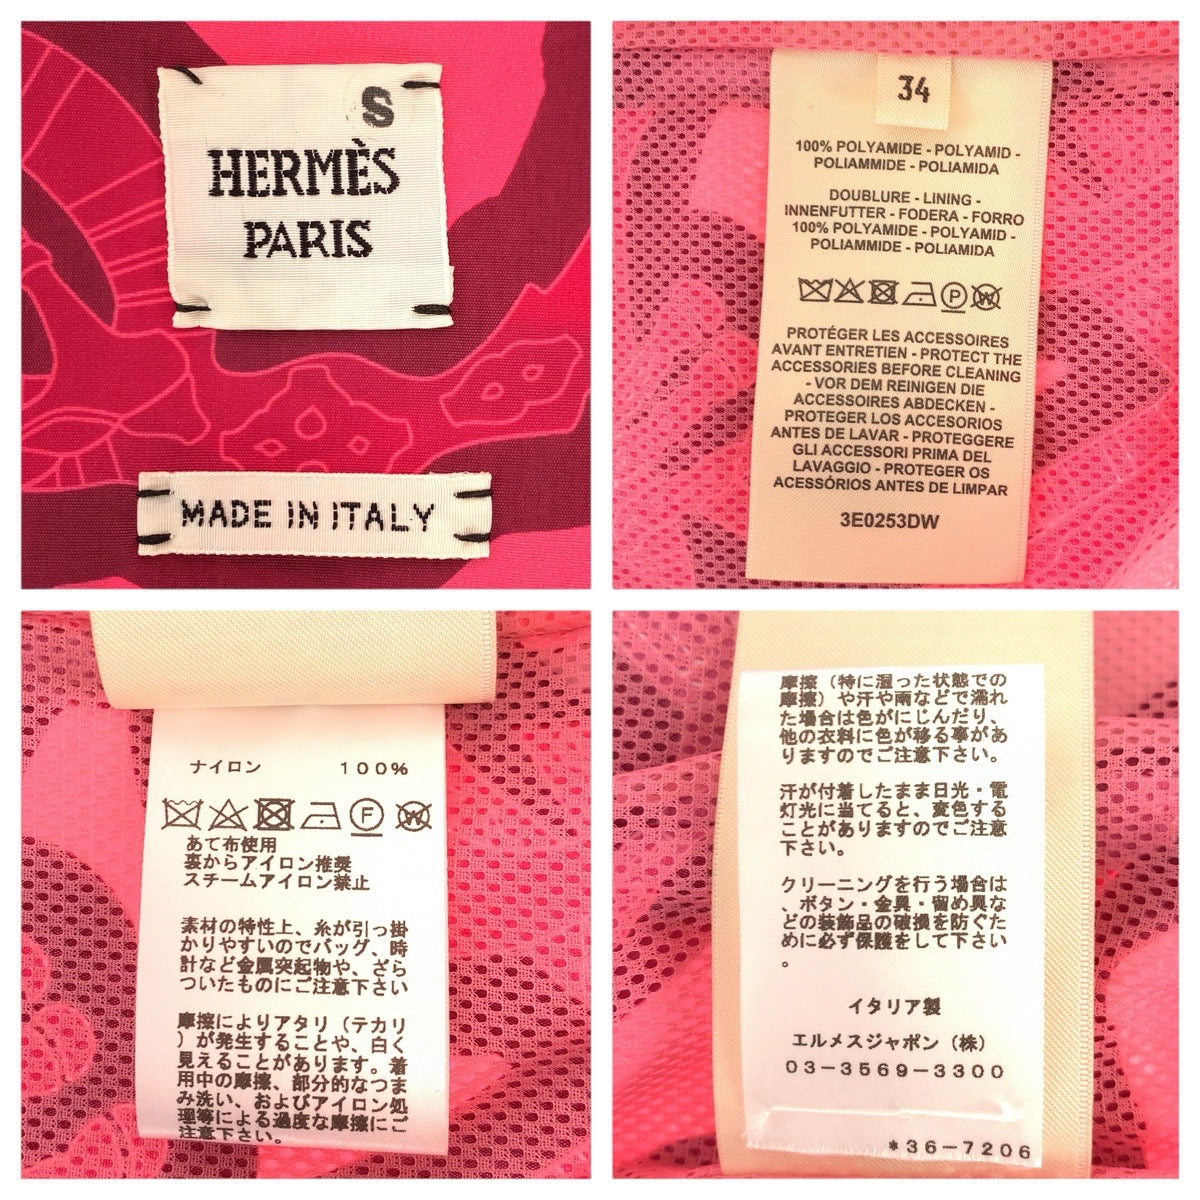 S
HERMÈS
PARIS
MADE IN ITALY
34
100% POLYAMIDE - POLYAMID -
POLIAMMIDE - POLIAMIDA
DOUBLURE - LINING -
INNENFUTTER - FODERA - FORRO
100% POLYAMIDE - POLYAMID -
POLIAMMIDE - POLIAMIDA
P W
PROTÉGER LES ACCESSOIRES
AVANT ENTRETIEN - PROTECT THE
ACCESSORIES BEFORE CLEANING
- VOR DEM REINIGEN DIE
ACCESSOIRES ABDECKEN -
PROTEGER LOS ACCESORIOS
ANTES DE LAVAR - PROTEGGERE
GLI ACCESSORI PRIMA DEL
LAVAGGIO - PROTEGER OS
ACESSÓRIOS ANTES DE LIMPAR
3E0253DW
ナイロン 100%
F W
あて布使用
裏からアイロン推奨
スチームアイロン禁止
素材の特性上、糸が引っ掛
かりやすいのでバッグ、時
計など金属突起物や、ざら
ついたものにご注意下さい
摩擦によりアタリ（テカリ
）が発生することや、白く
見えることがあります。着
用中の摩擦、部分的なつま
み洗い、およびアイロン処
理等による過度な摩擦にご
注意下さい。
摩擦（特に湿った状態での
摩擦）や汗や雨などで濡れ
た場合は色がにじんだり、
他の衣料に色が移る事があ
りますのでご注意下さい。
汗が付着したまま日光・電
灯光に当てると、変色する
ことがありますのでご注意
下さい。
クリーニングを行う場合は
、ボタン・金具・留め具な
どの装飾品の破損を防ぐた
めに必ず保護をして下さい
。
イタリア製
エルメスジャポン（株）
03-3569-3300
*36-7206